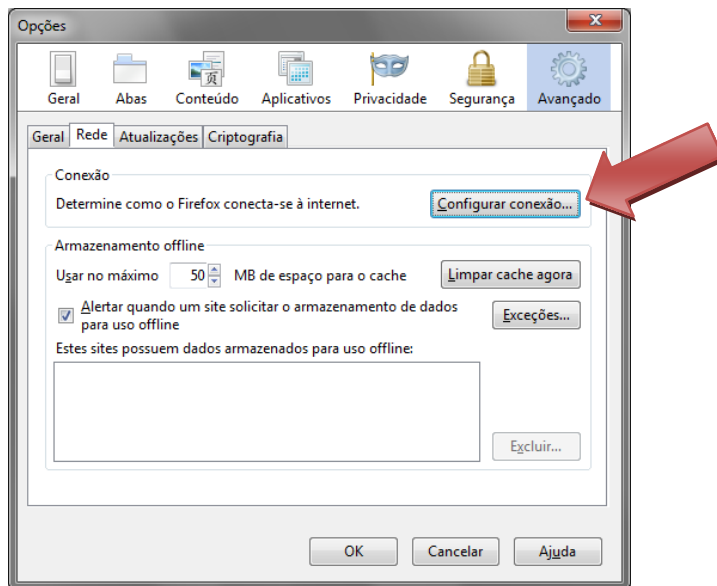 Opções
Geral Abas Conteúdo Aplicativos Privacidade Segurança Avançado
Geral Rede Atualizações Criptografia
Conexão
Determine como o Firefox conecta-se à internet. Configurar conexão...
Armazenamento offline
Usar no máximo 50 MB de espaço para o cache Limpar cache agora
Alertar quando um site solicitar o armazenamento de dados
para uso offline
Exceções...
Estes sites possuem dados armazenados para uso offline:
Excluir...
OK Cancelar Ajuda